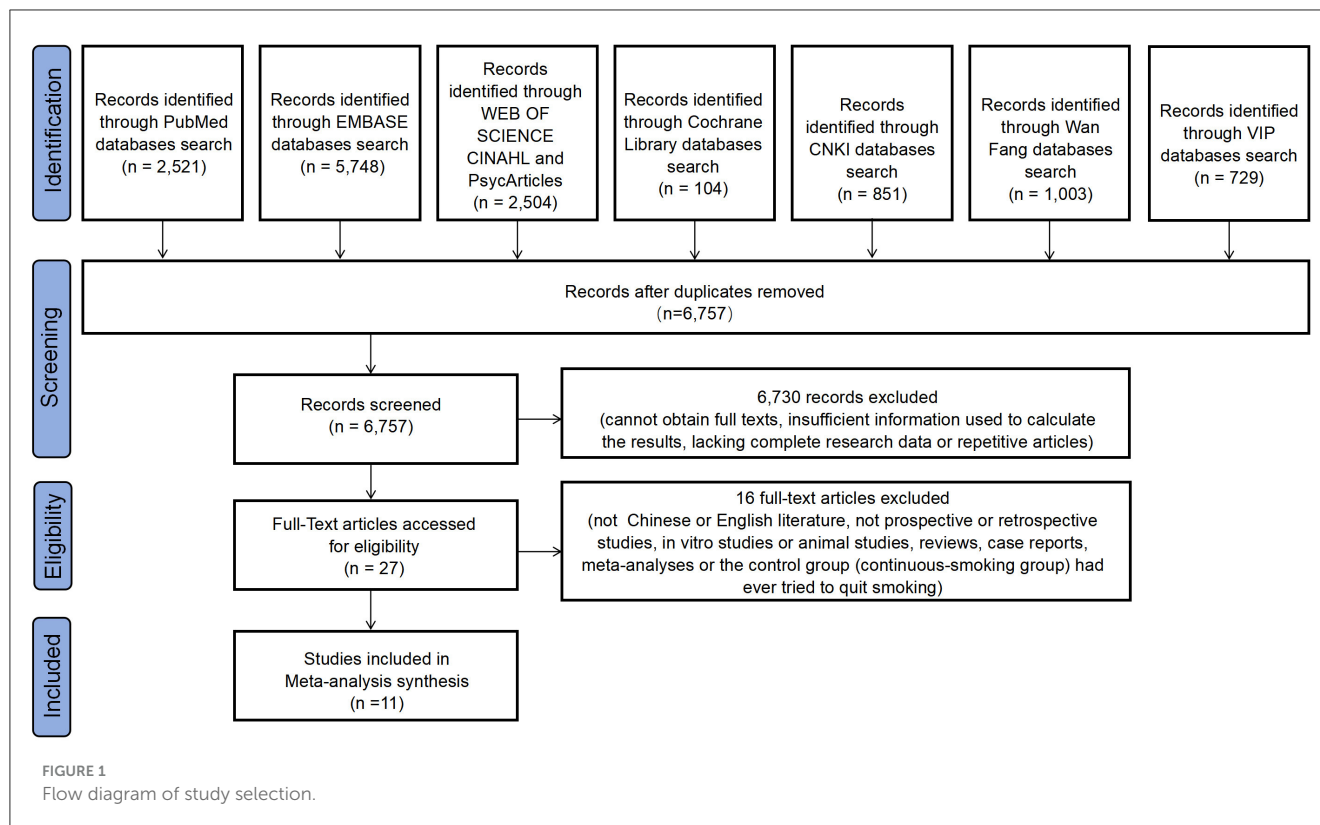 Identification
Records identified
through PubMed
databases search
(n = 2,521)
Records identified
through EMBASE
databases search
(n = 5,748)
Records
identified through
WEB OF
SCIENCE
CINAHL and
PsycArticles
(n = 2,504)
Records identified
through Cochrane
Library databases
search
(n = 104)
Records
identified through
CNKI databases
search
(n = 851)
Records identified
through Wan
Fang databases
search
(n = 1,003)
Records identified
through VIP
databases search
(n = 729)
Screening
Records after duplicates removed
(n=6,757)
Records screened
(n = 6,757)
6,730 records excluded
(cannot obtain full texts, insufficient information used to calculate
the results, lacking complete research data or repetitive articles)
Eligibility
Full-Text articles accessed
for eligibility
(n = 27)
16 full-text articles excluded
(not Chinese or English literature, not prospective or retrospective
studies, in vitro studies or animal studies, reviews, case reports,
meta-analyses or the control group (continuous-smoking group) had
ever tried to quit smoking)
Included
Studies included in
Meta-analysis synthesis
(n =11)
FIGURE 1
Flow diagram of study selection.